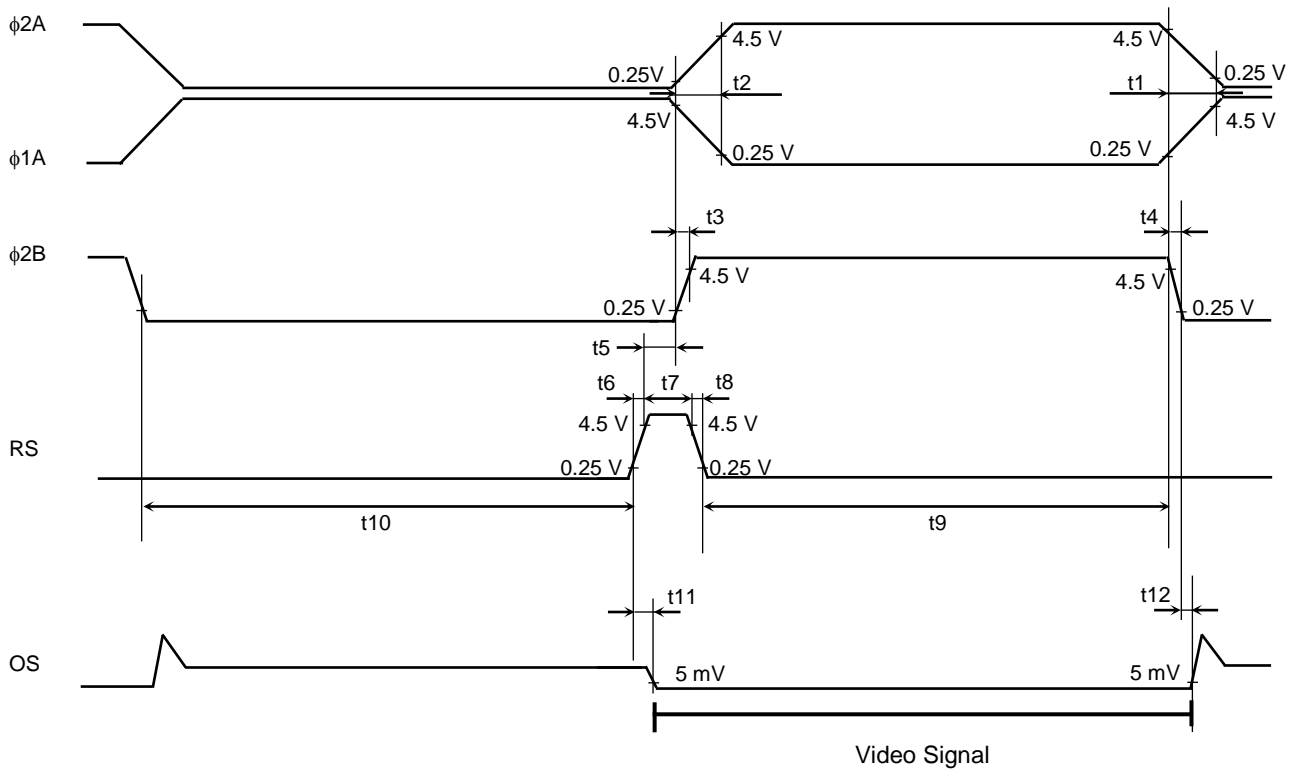 ϕ2A
4.5 V
4.5 V
0.25V
t2
t1
0.25 V
4.5V
4.5 V
ϕ1A
0.25 V
0.25 V
t3
t4
ϕ2B
4.5 V
4.5 V
0.25 V
0.25 V
t5
t6
t7
t8
4.5 V
4.5 V
RS
0.25 V
0.25 V
t10
t9
t11
t12
OS
5 mV
5 mV
Video Signal